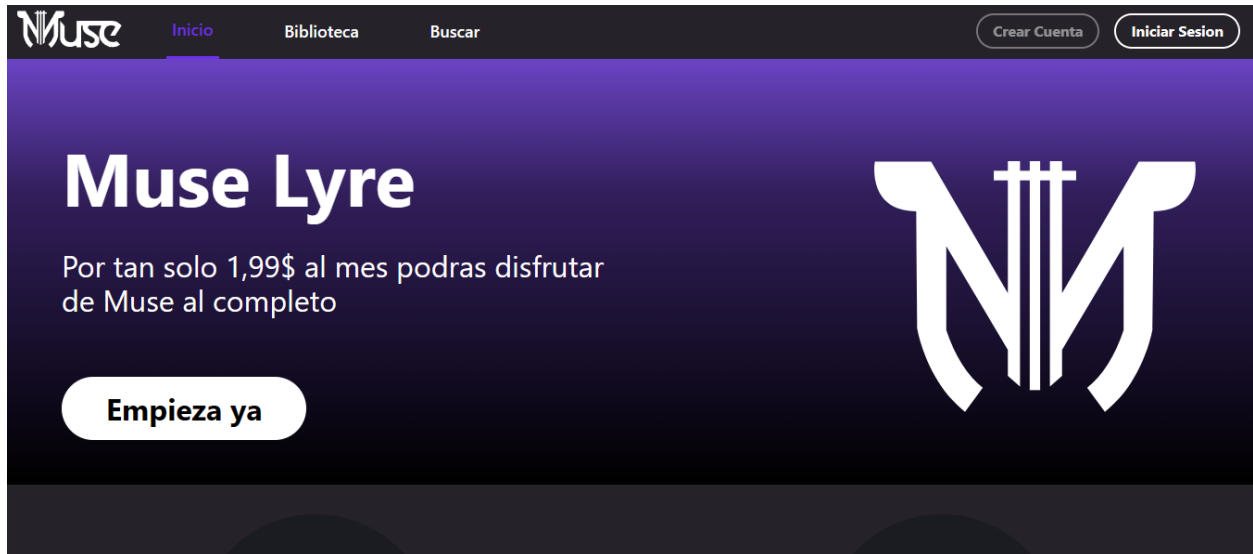 Muse
Inicio
Biblioteca
Buscar
Crear Cuenta
Iniciar Sesion
Muse Lyre
Por tan solo 1,99$ al mes podras disfrutar
de Muse al completo
Empieza ya